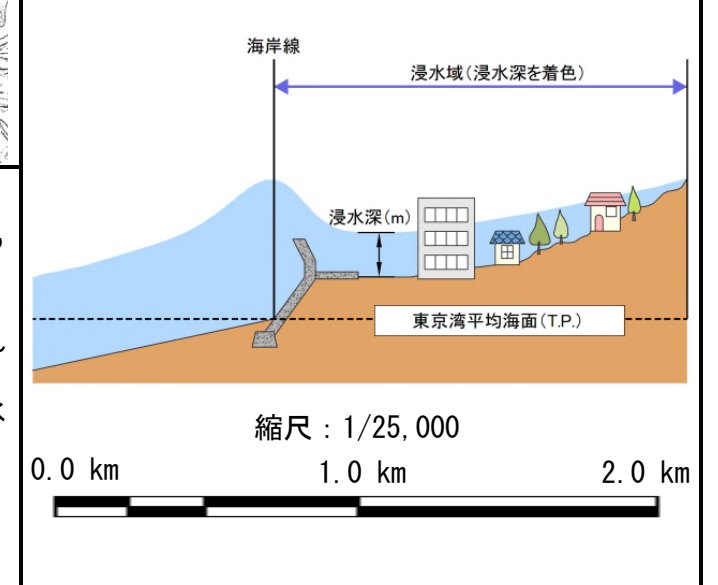 海岸線
浸水域（浸水深を着色）
浸水深（m）
東京湾平均海面（T.P.）
縮尺：1/25,000
0.0 km 1.0 km 2.0 km